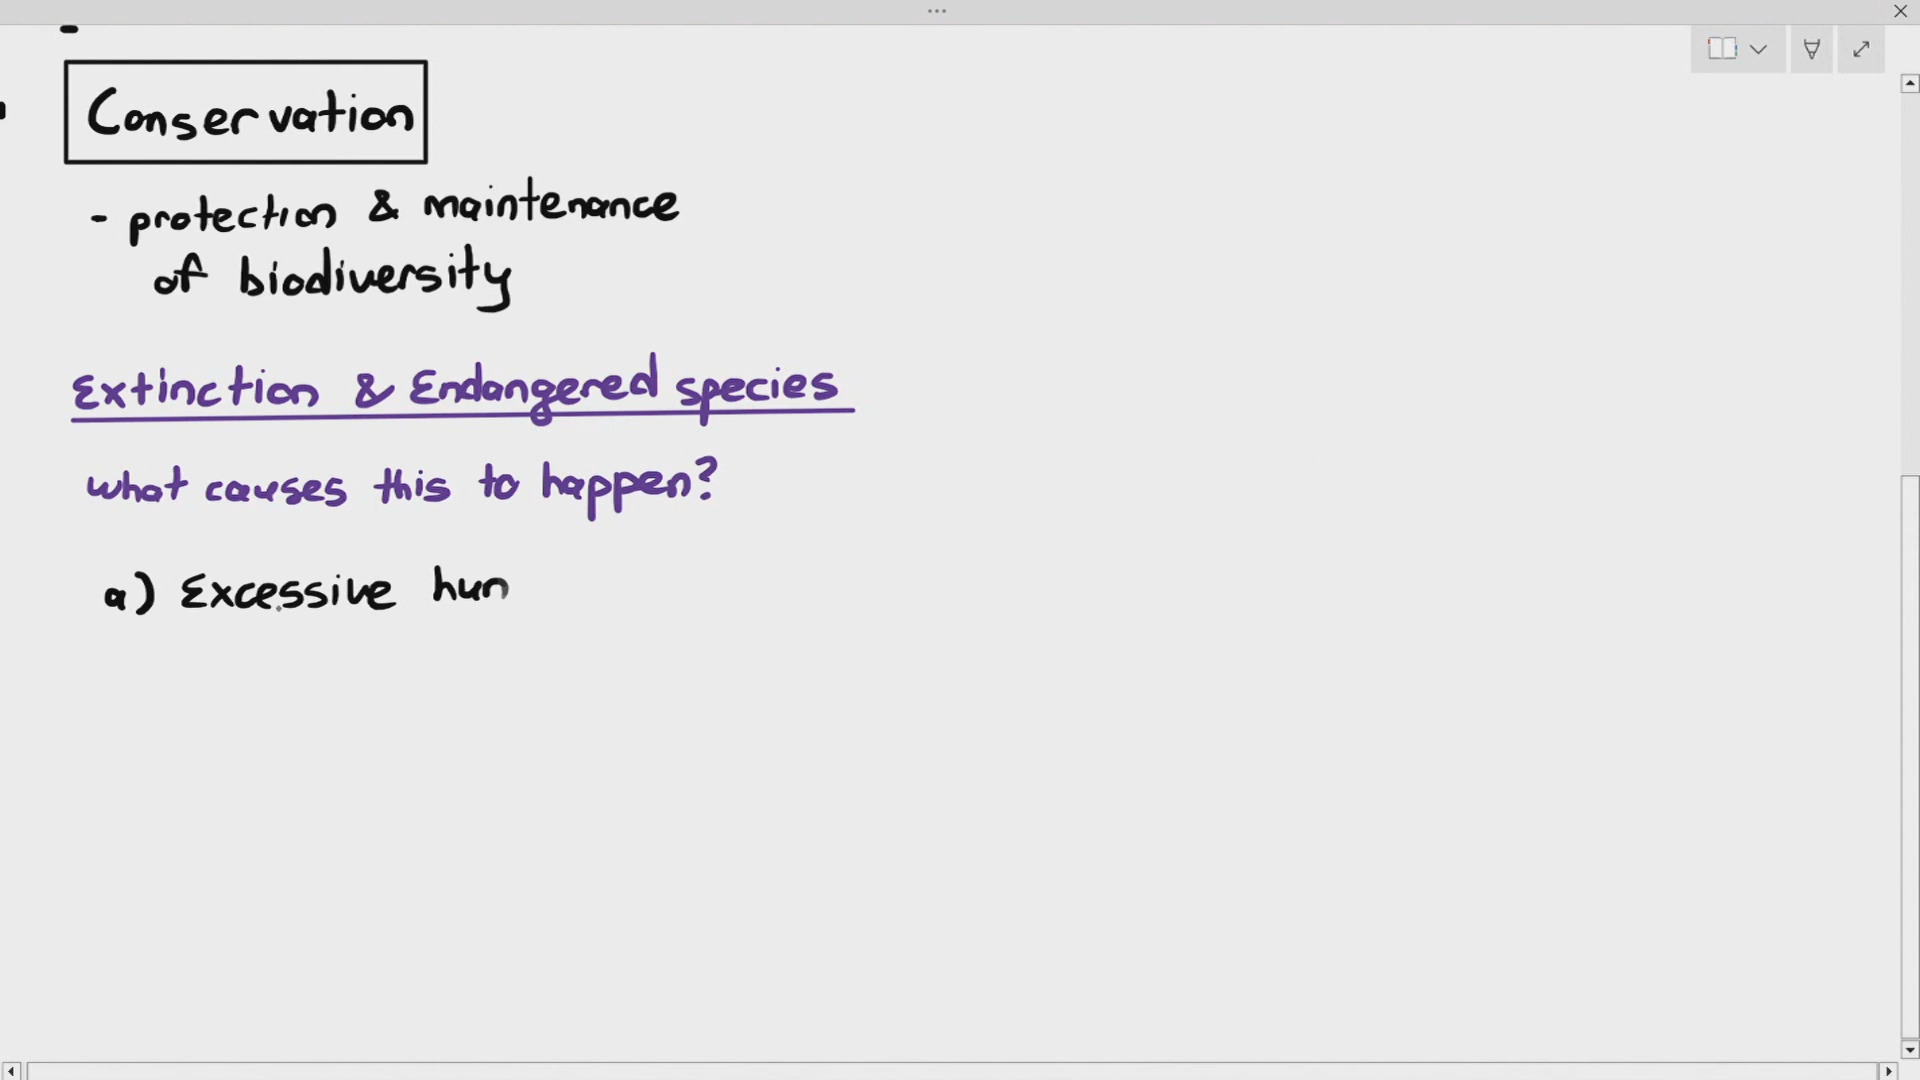 Conservation
- protection & maintenance
of biodiversity
Extinction & Endangered species
what causes this to happen?
a) Excessive hun